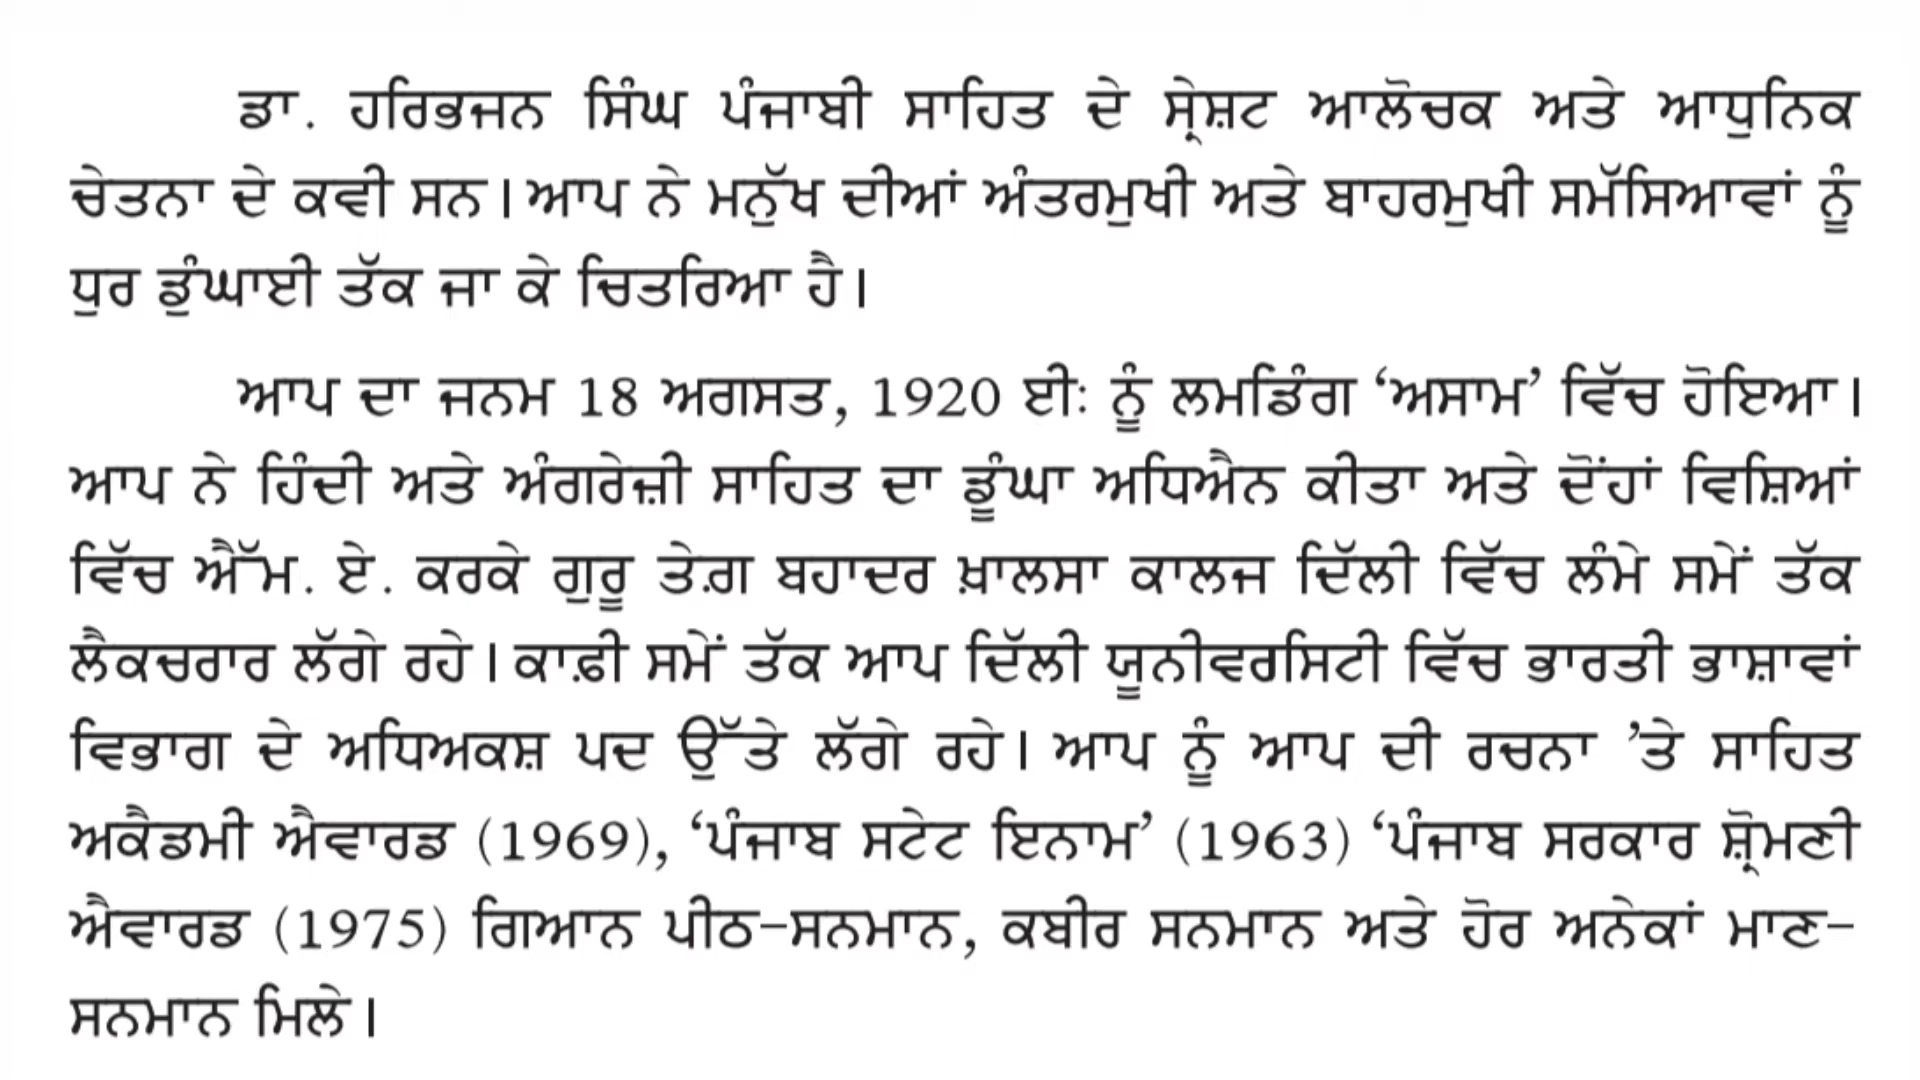 ਡਾ. ਹਰਿਭਜਨ ਸਿੰਘ ਪੰਜਾਬੀ ਸਾਹਿਤ ਦੇ ਸ੍ਰੇਸ਼ਟ ਆਲੋਚਕ ਅਤੇ ਆਧੁਨਿਕ
ਚੇਤਨਾ ਦੇ ਕਵੀ ਸਨ। ਆਪ ਨੇ ਮਨੁੱਖ ਦੀਆਂ ਅੰਤਰਮੁਖੀ ਅਤੇ ਬਾਹਰਮੁਖੀ ਸਮੱਸਿਆਵਾਂ ਨੂੰ
ਧੁਰ ਡੁੰਘਾਈ ਤੱਕ ਜਾ ਕੇ ਚਿਤਰਿਆ ਹੈ।
ਆਪ ਦਾ ਜਨਮ 18 ਅਗਸਤ, 1920 ਈਃ ਨੂੰ ਲਮਡਿੰਗ ‘ਅਸਾਮ’ ਵਿੱਚ ਹੋਇਆ।
ਆਪ ਨੇ ਹਿੰਦੀ ਅਤੇ ਅੰਗਰੇਜ਼ੀ ਸਾਹਿਤ ਦਾ ਡੂੰਘਾ ਅਧਿਐਨ ਕੀਤਾ ਅਤੇ ਦੋਂਹਾਂ ਵਿਸ਼ਿਆਂ
ਵਿੱਚ ਐੱਮ. ਏ. ਕਰਕੇ ਗੁਰੂ ਤੇਗ਼ ਬਹਾਦਰ ਖ਼ਾਲਸਾ ਕਾਲਜ ਦਿੱਲੀ ਵਿੱਚ ਲੰਮੇ ਸਮੇਂ ਤੱਕ
ਲੈਕਚਰਾਰ ਲੱਗੇ ਰਹੇ। ਕਾਫ਼ੀ ਸਮੇਂ ਤੱਕ ਆਪ ਦਿੱਲੀ ਯੂਨੀਵਰਸਿਟੀ ਵਿੱਚ ਭਾਰਤੀ ਭਾਸ਼ਾਵਾਂ
ਵਿਭਾਗ ਦੇ ਅਧਿਅਕਸ਼ ਪਦ ਉੱਤੇ ਲੱਗੇ ਰਹੇ। ਆਪ ਨੂੰ ਆਪ ਦੀ ਰਚਨਾ ’ਤੇ ਸਾਹਿਤ
ਅਕੈਡਮੀ ਐਵਾਰਡ (1969), ‘ਪੰਜਾਬ ਸਟੇਟ ਇਨਾਮ’ (1963) ‘ਪੰਜਾਬ ਸਰਕਾਰ ਸ਼੍ਰੋਮਣੀ
ਐਵਾਰਡ (1975) ਗਿਆਨ ਪੀਠ-ਸਨਮਾਨ, ਕਬੀਰ ਸਨਮਾਨ ਅਤੇ ਹੋਰ ਅਨੇਕਾਂ ਮਾਣ-
ਸਨਮਾਨ ਮਿਲੇ।